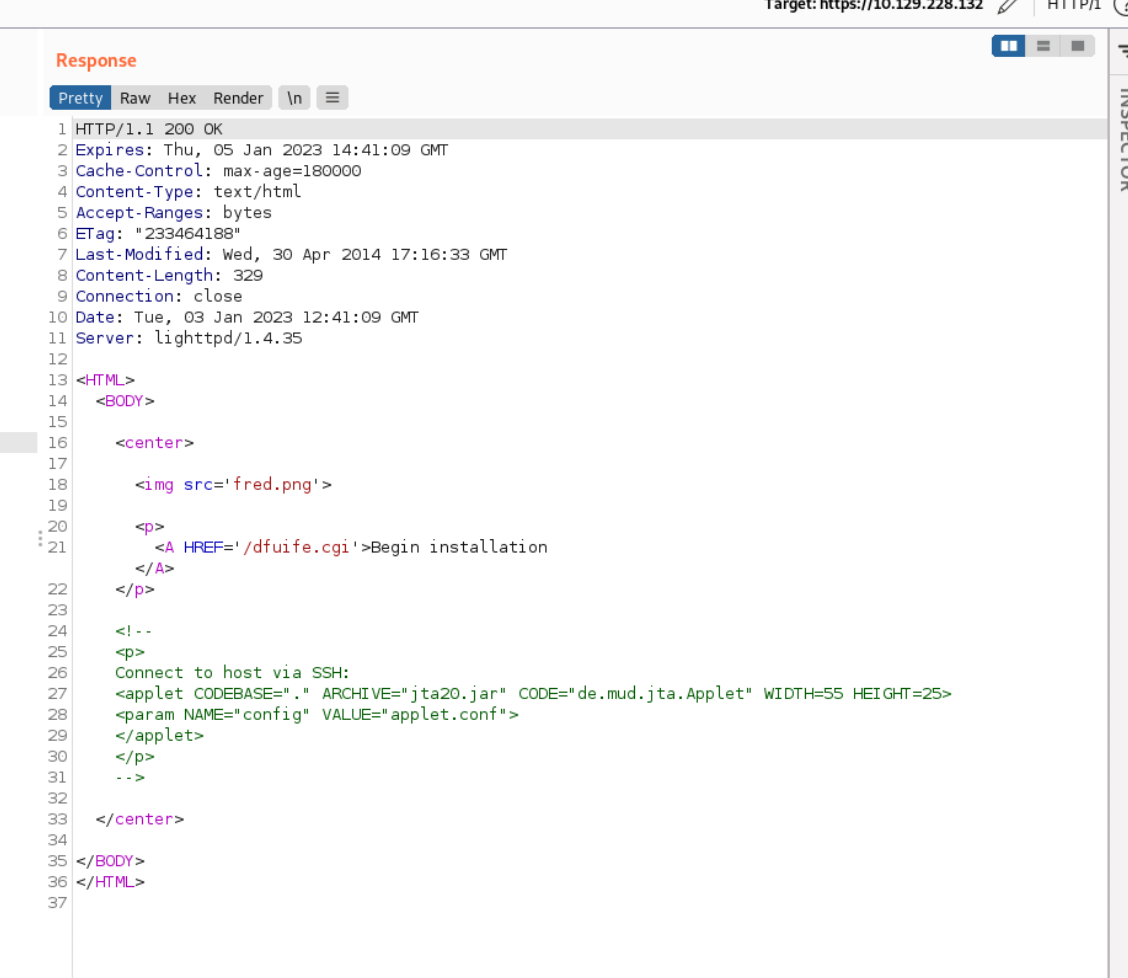 Target: https://10.129.228.132 HTTP/1
Response
Pretty Raw Hex Render \n
INSPECTOR
1 HTTP/1.1 200 OK
2 Expires: Thu, 05 Jan 2023 14:41:09 GMT
3 Cache-Control: max-age=180000
4 Content-Type: text/html
5 Accept-Ranges: bytes
6 ETag: "233464188"
7 Last-Modified: Wed, 30 Apr 2014 17:16:33 GMT
8 Content-Length: 329
9 Connection: close
10 Date: Tue, 03 Jan 2023 12:41:09 GMT
11 Server: lighttpd/1.4.35
12
13 <HTML>
14 <BODY>
15
16 <center>
17
18 <img src='fred.png'>
19
20 <p>
21 <A HREF='/dfuife.cgi'>Begin installation
</A>
22 </p>
23
24 <!--
25 <p>
26 Connect to host via SSH:
27 <applet CODEBASE="." ARCHIVE="jta20.jar" CODE="de.mud.jta.Applet" WIDTH=55 HEIGHT=25>
28 <param NAME="config" VALUE="applet.conf">
29 </applet>
30 </p>
31 -->
32
33 </center>
34
35 </BODY>
36 </HTML>
37